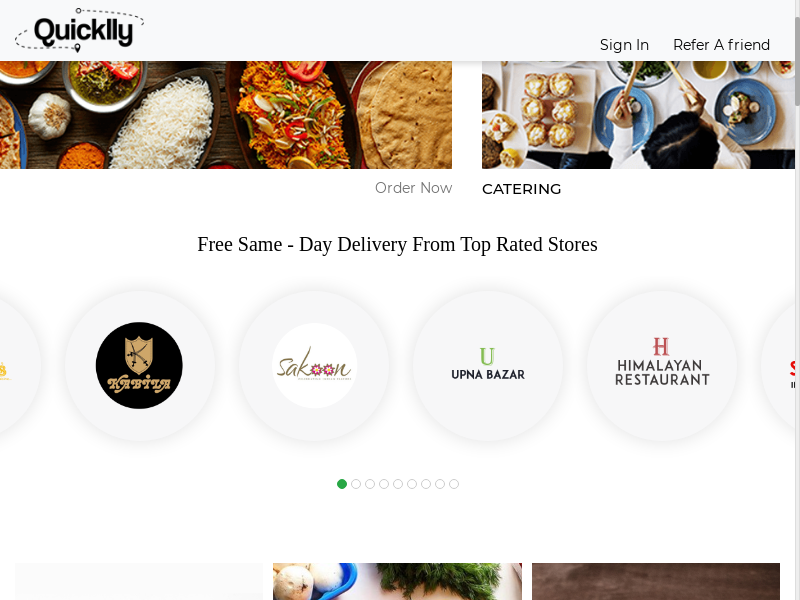 Quicklly
Sign In
Refer A friend
Order Now
CATERING
Free Same - Day Delivery From Top Rated Stores
KABILA
sakoon
U
UPNA BAZAR
H
HIMALAYAN
RESTAURANT